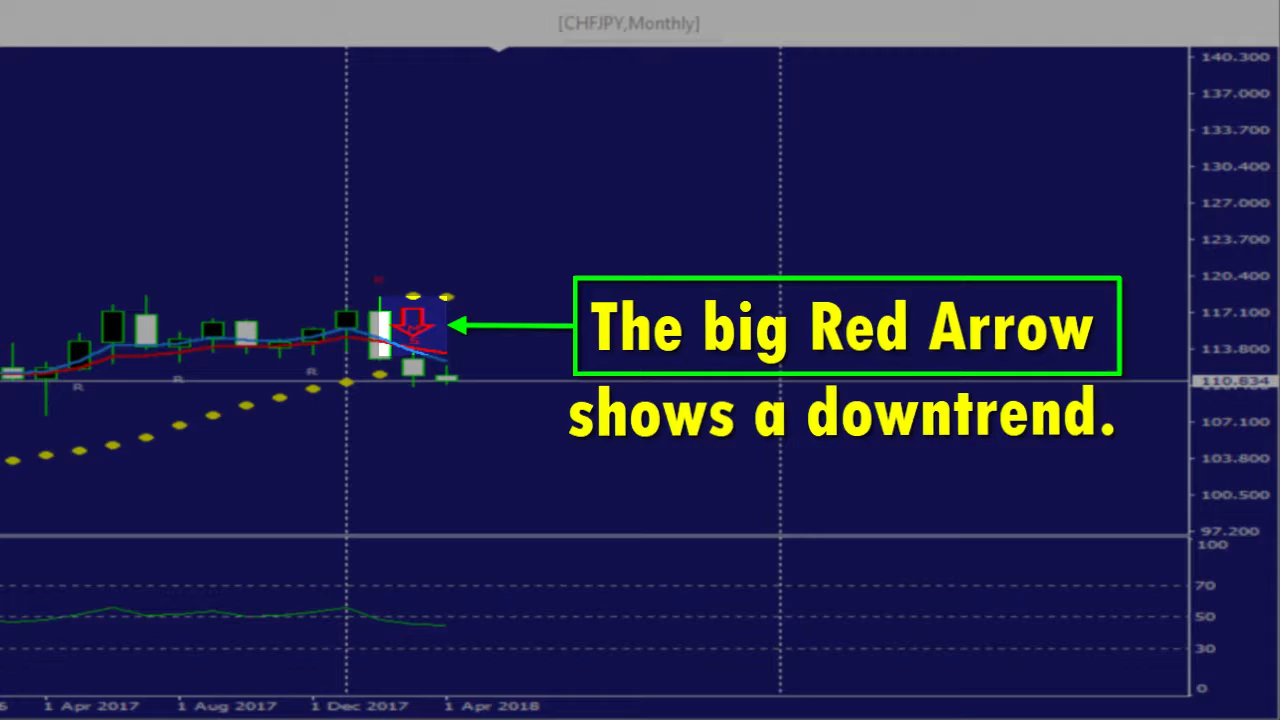 [CHFJPY,Monthly]
140.300
137.000
133.700
130.400
127.000
123.700
120.400
117.100
113.800
110.834
107.100
103.800
100.500
97.200
The big Red Arrow
shows a downtrend.
R
R
R
100
70
50
30
0
1 Apr 2017
1 Aug 2017
1 Dec 2017
1 Apr 2018